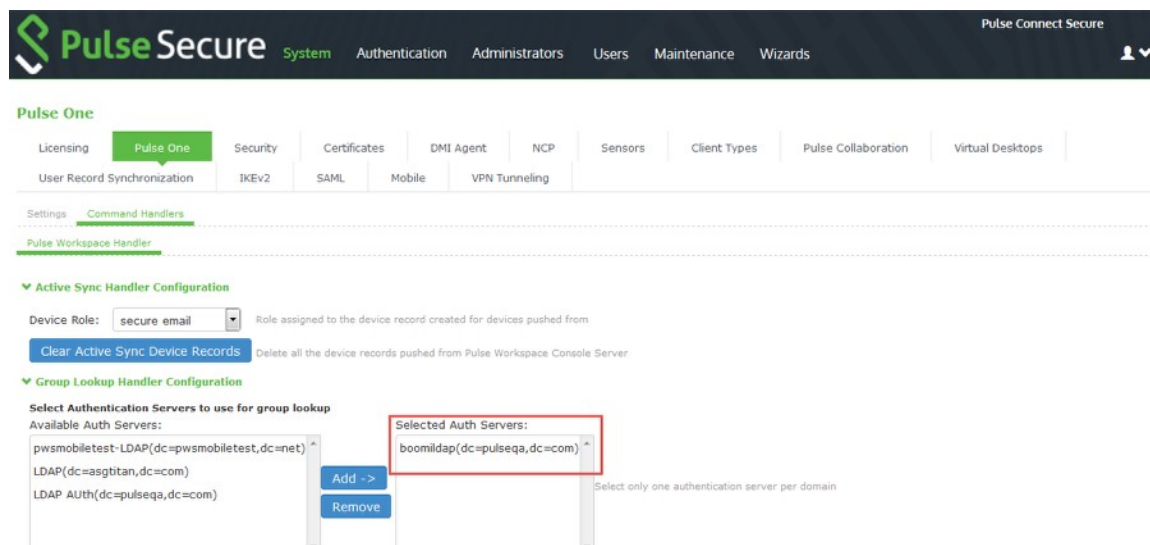 Pulse Connect Secure
Pulse Secure System Authentication Administrators Users Maintenance Wizards
Pulse One
Licensing Pulse One Security Certificates DMI Agent NCP Sensors Client Types Pulse Collaboration Virtual Desktops
User Record Synchronization IKEv2 SAML Mobile VPN Tunneling
Settings Command Handlers
Pulse Workspace Handler
Active Sync Handler Configuration
Device Role: secure email Role assigned to the device record created for devices pushed from
Clear Active Sync Device Records Delete all the device records pushed from Pulse Workspace Console Server
Group Lookup Handler Configuration
Select Authentication Servers to use for group lookup
Available Auth Servers: Selected Auth Servers:
pwsmobiletest-LDAP(dc=pwsmobiletest,dc=net) boomildap(dc=pulseqa,dc=com)
LDAP(dc=asgtitan,dc=com)
Add ->
Select only one authentication server per domain
LDAP AUth(dc=pulseqa,dc=com)
Remove